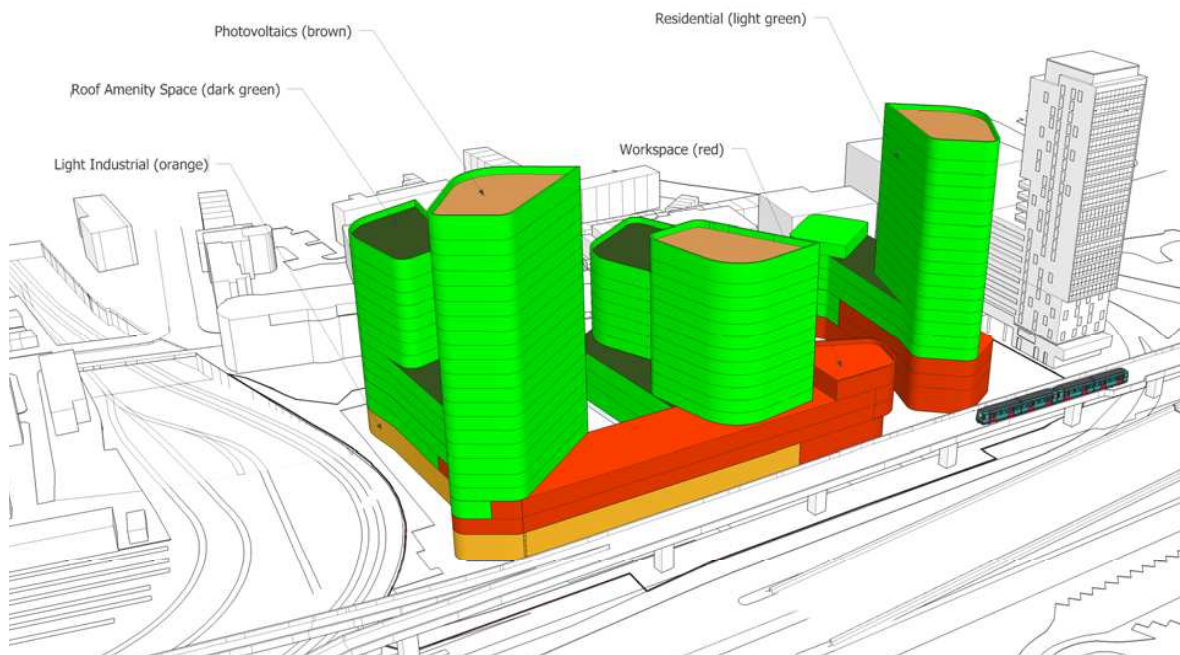 Residential (light green)
Photovoltaics (brown)
Roof Amenity Space (dark green)
Workspace (red)
Light Industrial (orange)